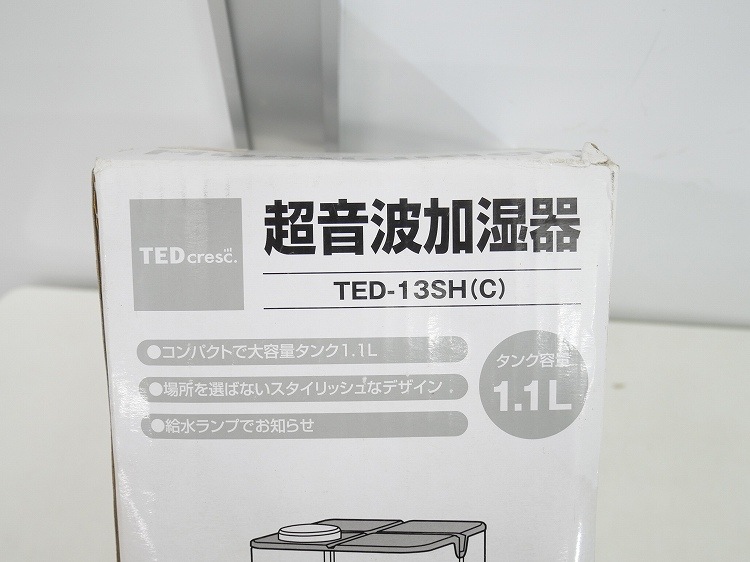 TED cresc.
超音波加湿器
TED-13SH(C)
●コンパクトで大容量タンク1.1L
●場所を選ばないスタイリッシュなデザイン
●給水ランプでお知らせ
タンク容量
1.1L